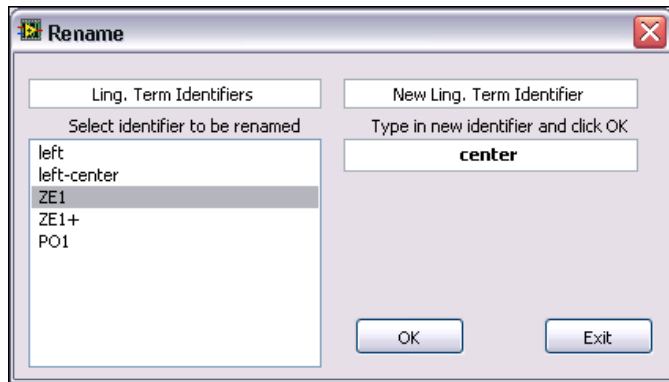 Rename
Ling. Term Identifiers
Select identifier to be renamed
left
left-center
ZE1
ZE1+
PO1
New Ling. Term Identifier
Type in new identifier and click OK
center
OK
Exit